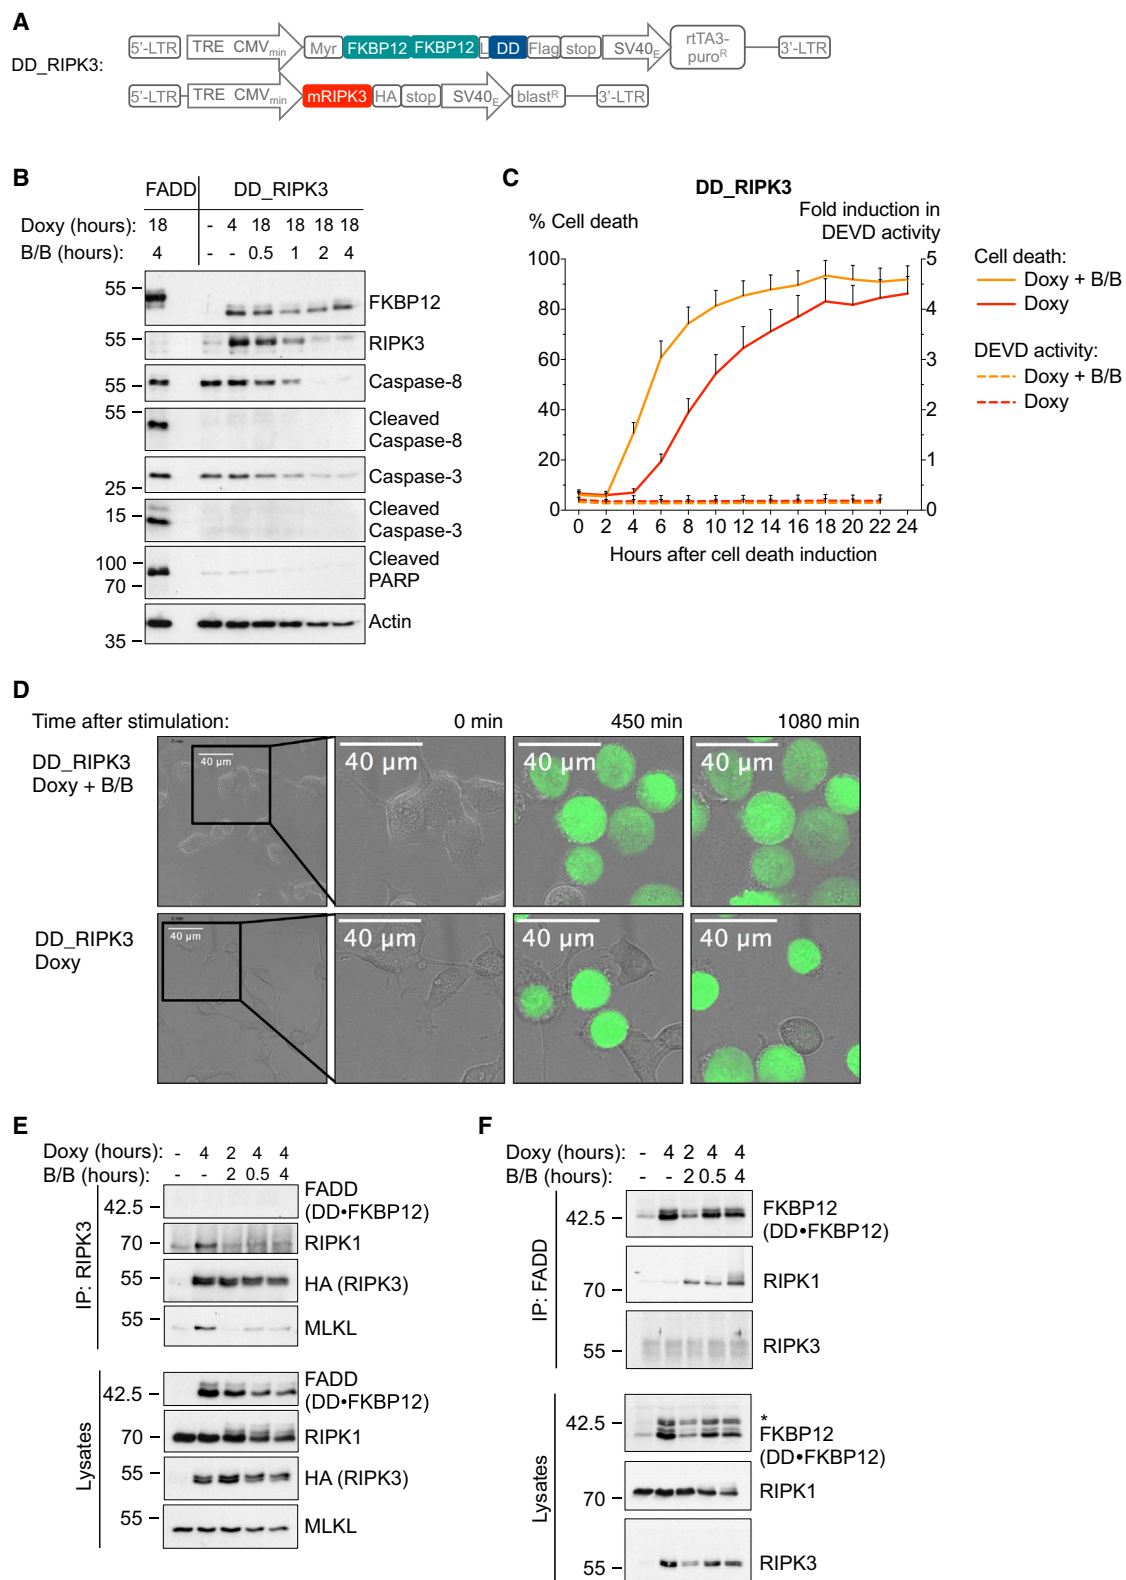 A
DD_RIPK3:
5'-LTR TRE CMVmin Myr FKBP12 FKBP12 L DD Flag stop SV40E rtTA3-puroR 3'-LTR
5'-LTR TRE CMVmin mRIPK3 HA stop SV40E blastR 3'-LTR
B
FADD DD_RIPK3
Doxy (hours): 18 - 4 18 18 18 18
B/B (hours): 4 - - 0.5 1 2 4
55 FKBP12
55 RIPK3
55 Caspase-8
55 Cleaved Caspase-8
Caspase-3
25
15 Cleaved Caspase-3
100 Cleaved PARP
70
Actin
35
C
DD_RIPK3
% Cell death
Fold induction in DEVD activity
100 5
80 4
60 3
40 2
20 1
0 0
0 2 4 6 8 10 12 14 16 18 20 22 24
Hours after cell death induction
Cell death:
Doxy + B/B
Doxy
DEVD activity:
Doxy + B/B
Doxy
D
Time after stimulation: 0 min 450 min 1080 min
DD_RIPK3
Doxy + B/B
0 min
40 μm
40 μm
40 μm
40 μm
DD_RIPK3
Doxy
0 min
40 μm
40 μm
40 μm
40 μm
E
Doxy (hours): - 4 2 4 4
B/B (hours): - - 2 0.5 4
IP: RIPK3
42.5 FADD (DD•FKBP12)
70 RIPK1
55 HA (RIPK3)
55 MLKL
Lysates
42.5 FADD (DD•FKBP12)
70 RIPK1
55 HA (RIPK3)
55 MLKL
F
Doxy (hours): - 4 2 4 4
B/B (hours): - - 2 0.5 4
IP: FADD
42.5 FKBP12 (DD•FKBP12)
70 RIPK1
55 RIPK3
Lysates
*
42.5 FKBP12 (DD•FKBP12)
70 RIPK1
55 RIPK3